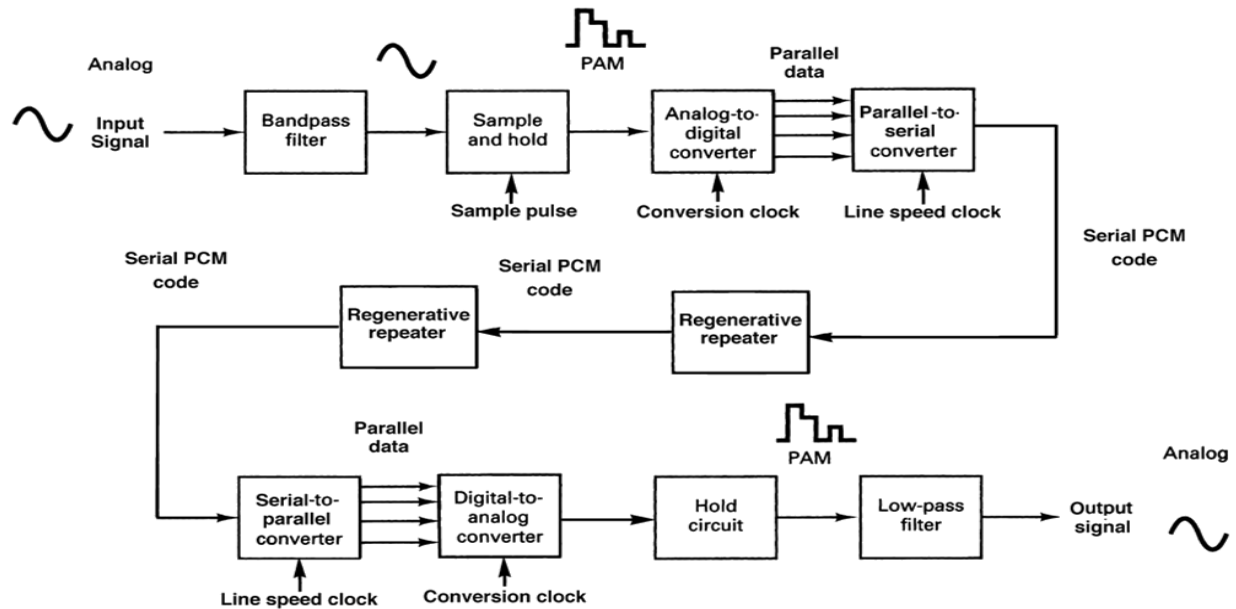 Analog
Input
Signal
Bandpass
filter
Sample
and hold
Sample pulse
PAM
Analog-to-
digital
converter
Conversion clock
Parallel
data
Parallel-to-
serial
converter
Line speed clock
Serial PCM
code
Regenerative
repeater
Serial PCM
code
Regenerative
repeater
Serial PCM
code
Serial-to-
parallel
converter
Line speed clock
Parallel
data
Digital-to-
analog
converter
Conversion clock
Hold
circuit
PAM
Low-pass
filter
Analog
Output
signal